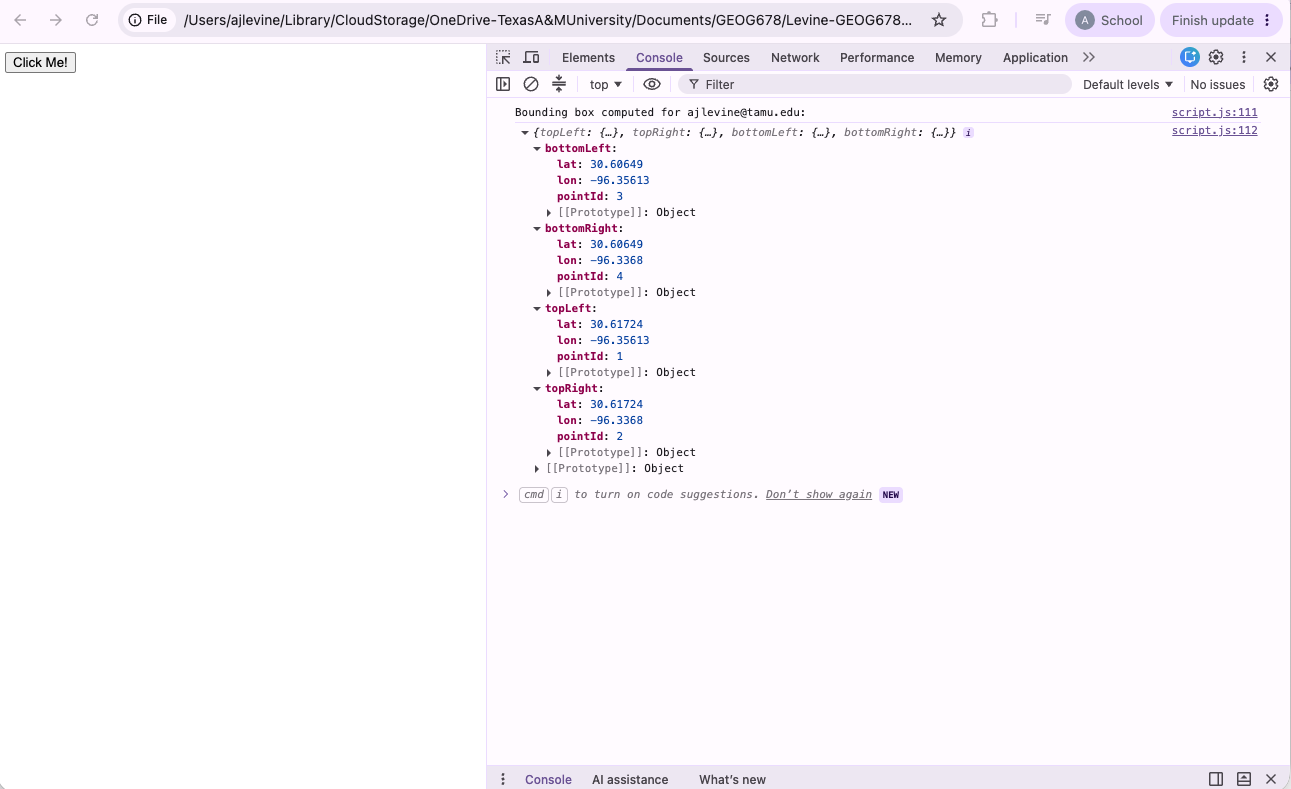 File /Users/ajlevine/Library/CloudStorage/OneDrive-TexasA&MUniversity/Documents/GEOG678/Levine-GEOG678... A School Finish update
Click Me!
Elements Console Sources Network Performance Memory Application
top Filter Default levels No issues
Bounding box computed for ajlevine@tamu.edu: script.js:111
{topLeft: {…}, topRight: {…}, bottomLeft: {…}, bottomRight: {…}} i script.js:112
bottomLeft:
lat: 30.60649
lon: -96.35613
pointId: 3
[[Prototype]]: Object
bottomRight:
lat: 30.60649
lon: -96.3368
pointId: 4
[[Prototype]]: Object
topLeft:
lat: 30.61724
lon: -96.35613
pointId: 1
[[Prototype]]: Object
topRight:
lat: 30.61724
lon: -96.3368
pointId: 2
[[Prototype]]: Object
[[Prototype]]: Object
cmd i to turn on code suggestions. Don't show again NEW
Console AI assistance What's new